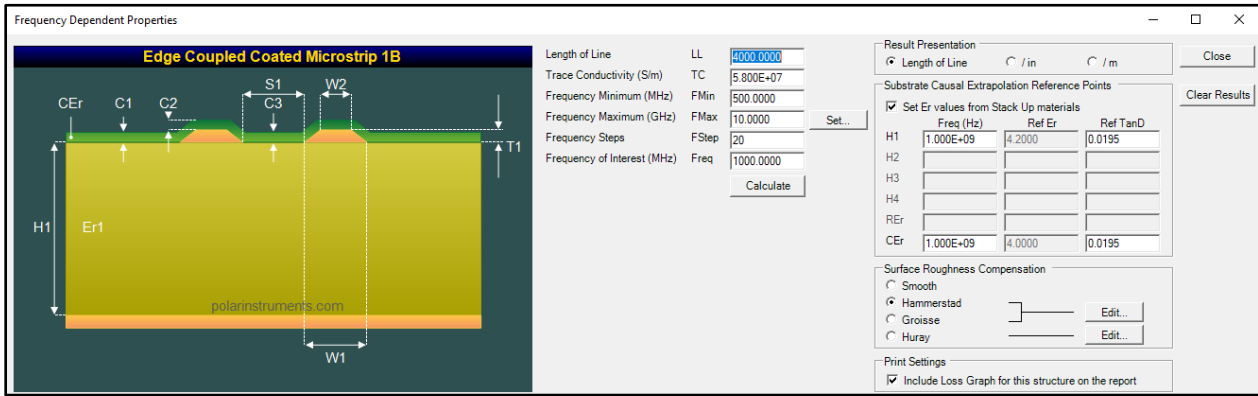 Frequency Dependent Properties
Edge Coupled Coated Microstrip 1B
CEr C1 C2 S1 C3 W2
T1
H1 Er1
polarinstruments.com
W1
Length of Line LL 4000.0000
Trace Conductivity (S/m) TC 5.800E+07
Frequency Minimum (MHz) FMin 500.0000
Frequency Maximum (GHz) FMax 10.0000 Set...
Frequency Steps FStep 20
Frequency of Interest (MHz) Freq 1000.0000
Calculate
Result Presentation
Length of Line / in / m
Substrate Causal Extrapolation Reference Points
Set Er values from Stack Up materials
Freq (Hz) Ref Er Ref TanD
H1 1.000E+09 4.2000 0.0195
H2
H3
H4
REr
CEr 1.000E+09 4.0000 0.0195
Surface Roughness Compensation
Smooth
Hammerstad
Edit...
Groisse
Huray Edit...
Print Settings
Include Loss Graph for this structure on the report
Close
Clear Results